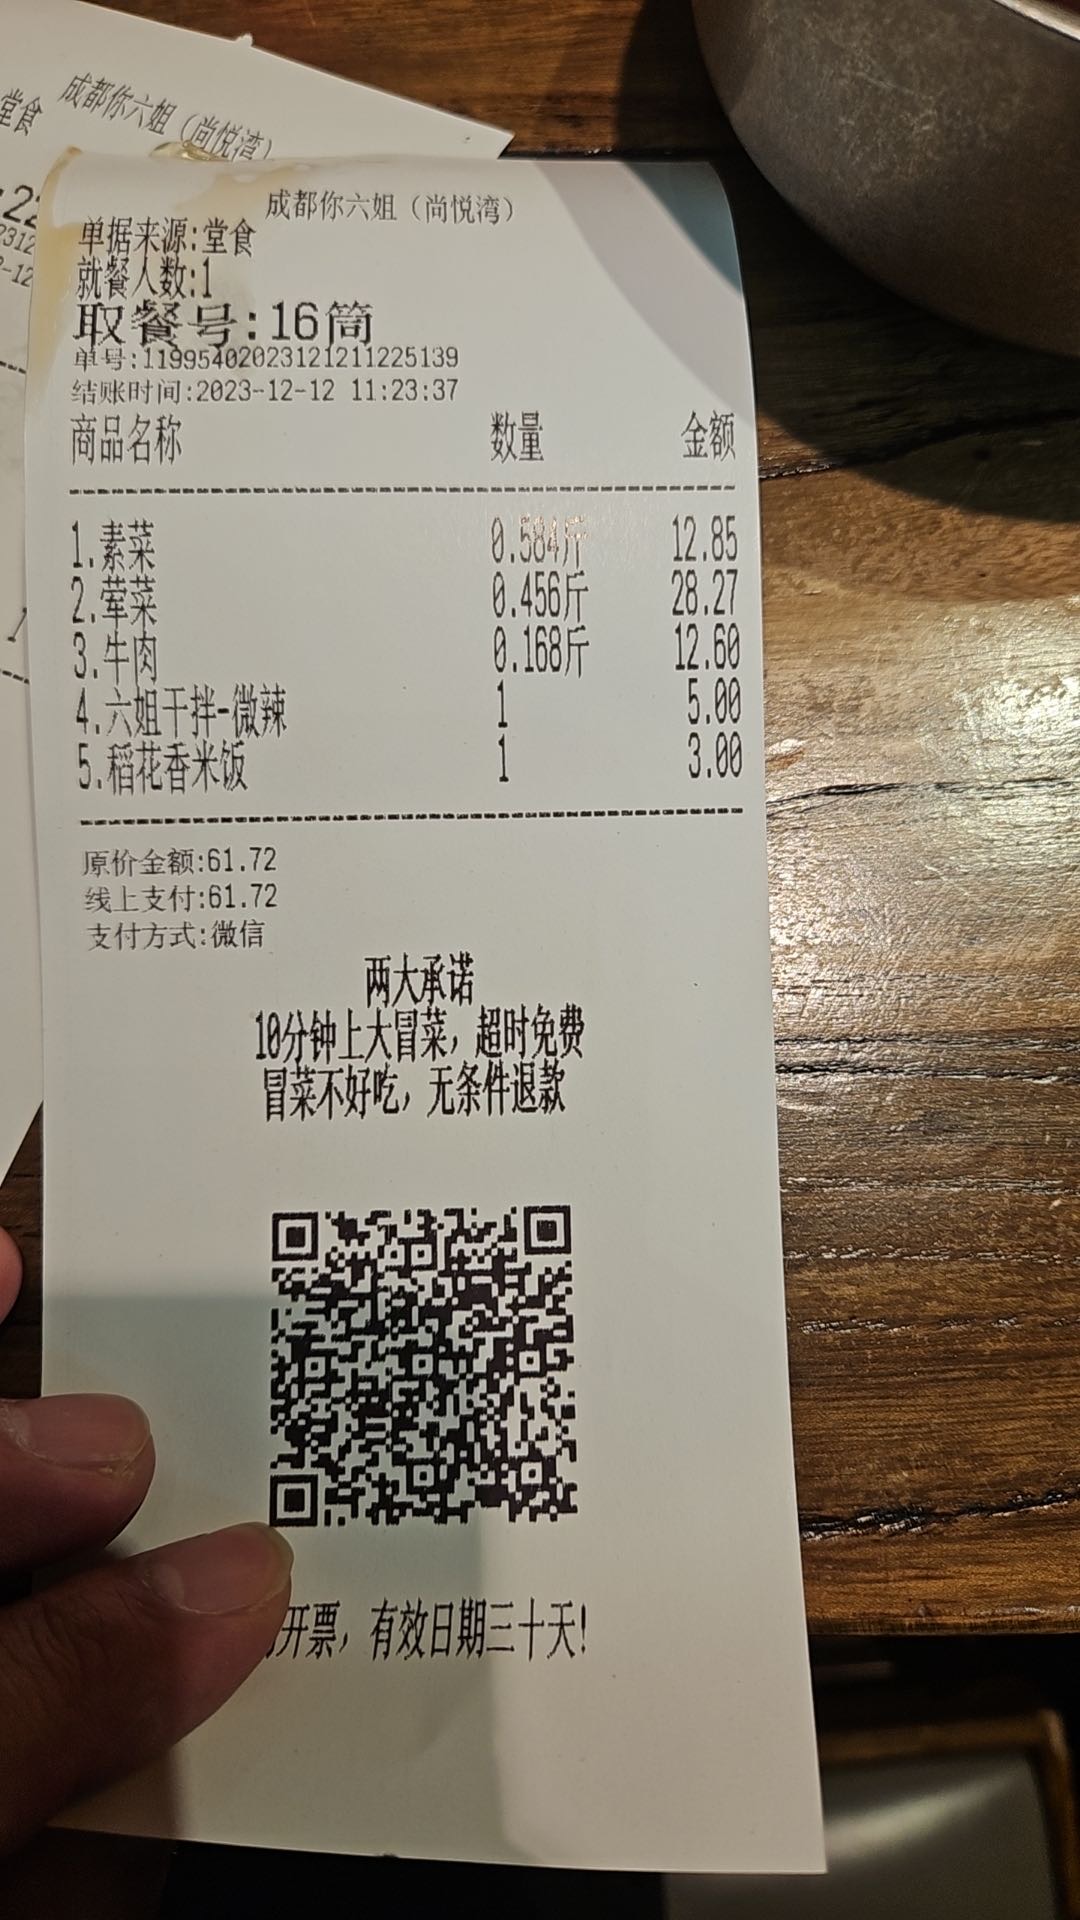 堂食
成都你六姐（尚悦湾）
成都你六姐（尚悦湾）
单据来源:堂食
就餐人数:1
取餐号:16筒
单号:11995402023121211225139
结账时间:2023-12-12 11:23:37
商品名称 数量 金额
1.素菜 0.584斤 12.85
2.荤菜 0.456斤 28.27
3.牛肉 0.168斤 12.60
4.六姐干拌-微辣 1 5.00
5.稻花香米饭 1 3.00
原价金额:61.72
线上支付:61.72
支付方式:微信
两大承诺
10分钟上大冒菜，超时免费
冒菜不好吃，无条件退款
开票，有效日期三十天!